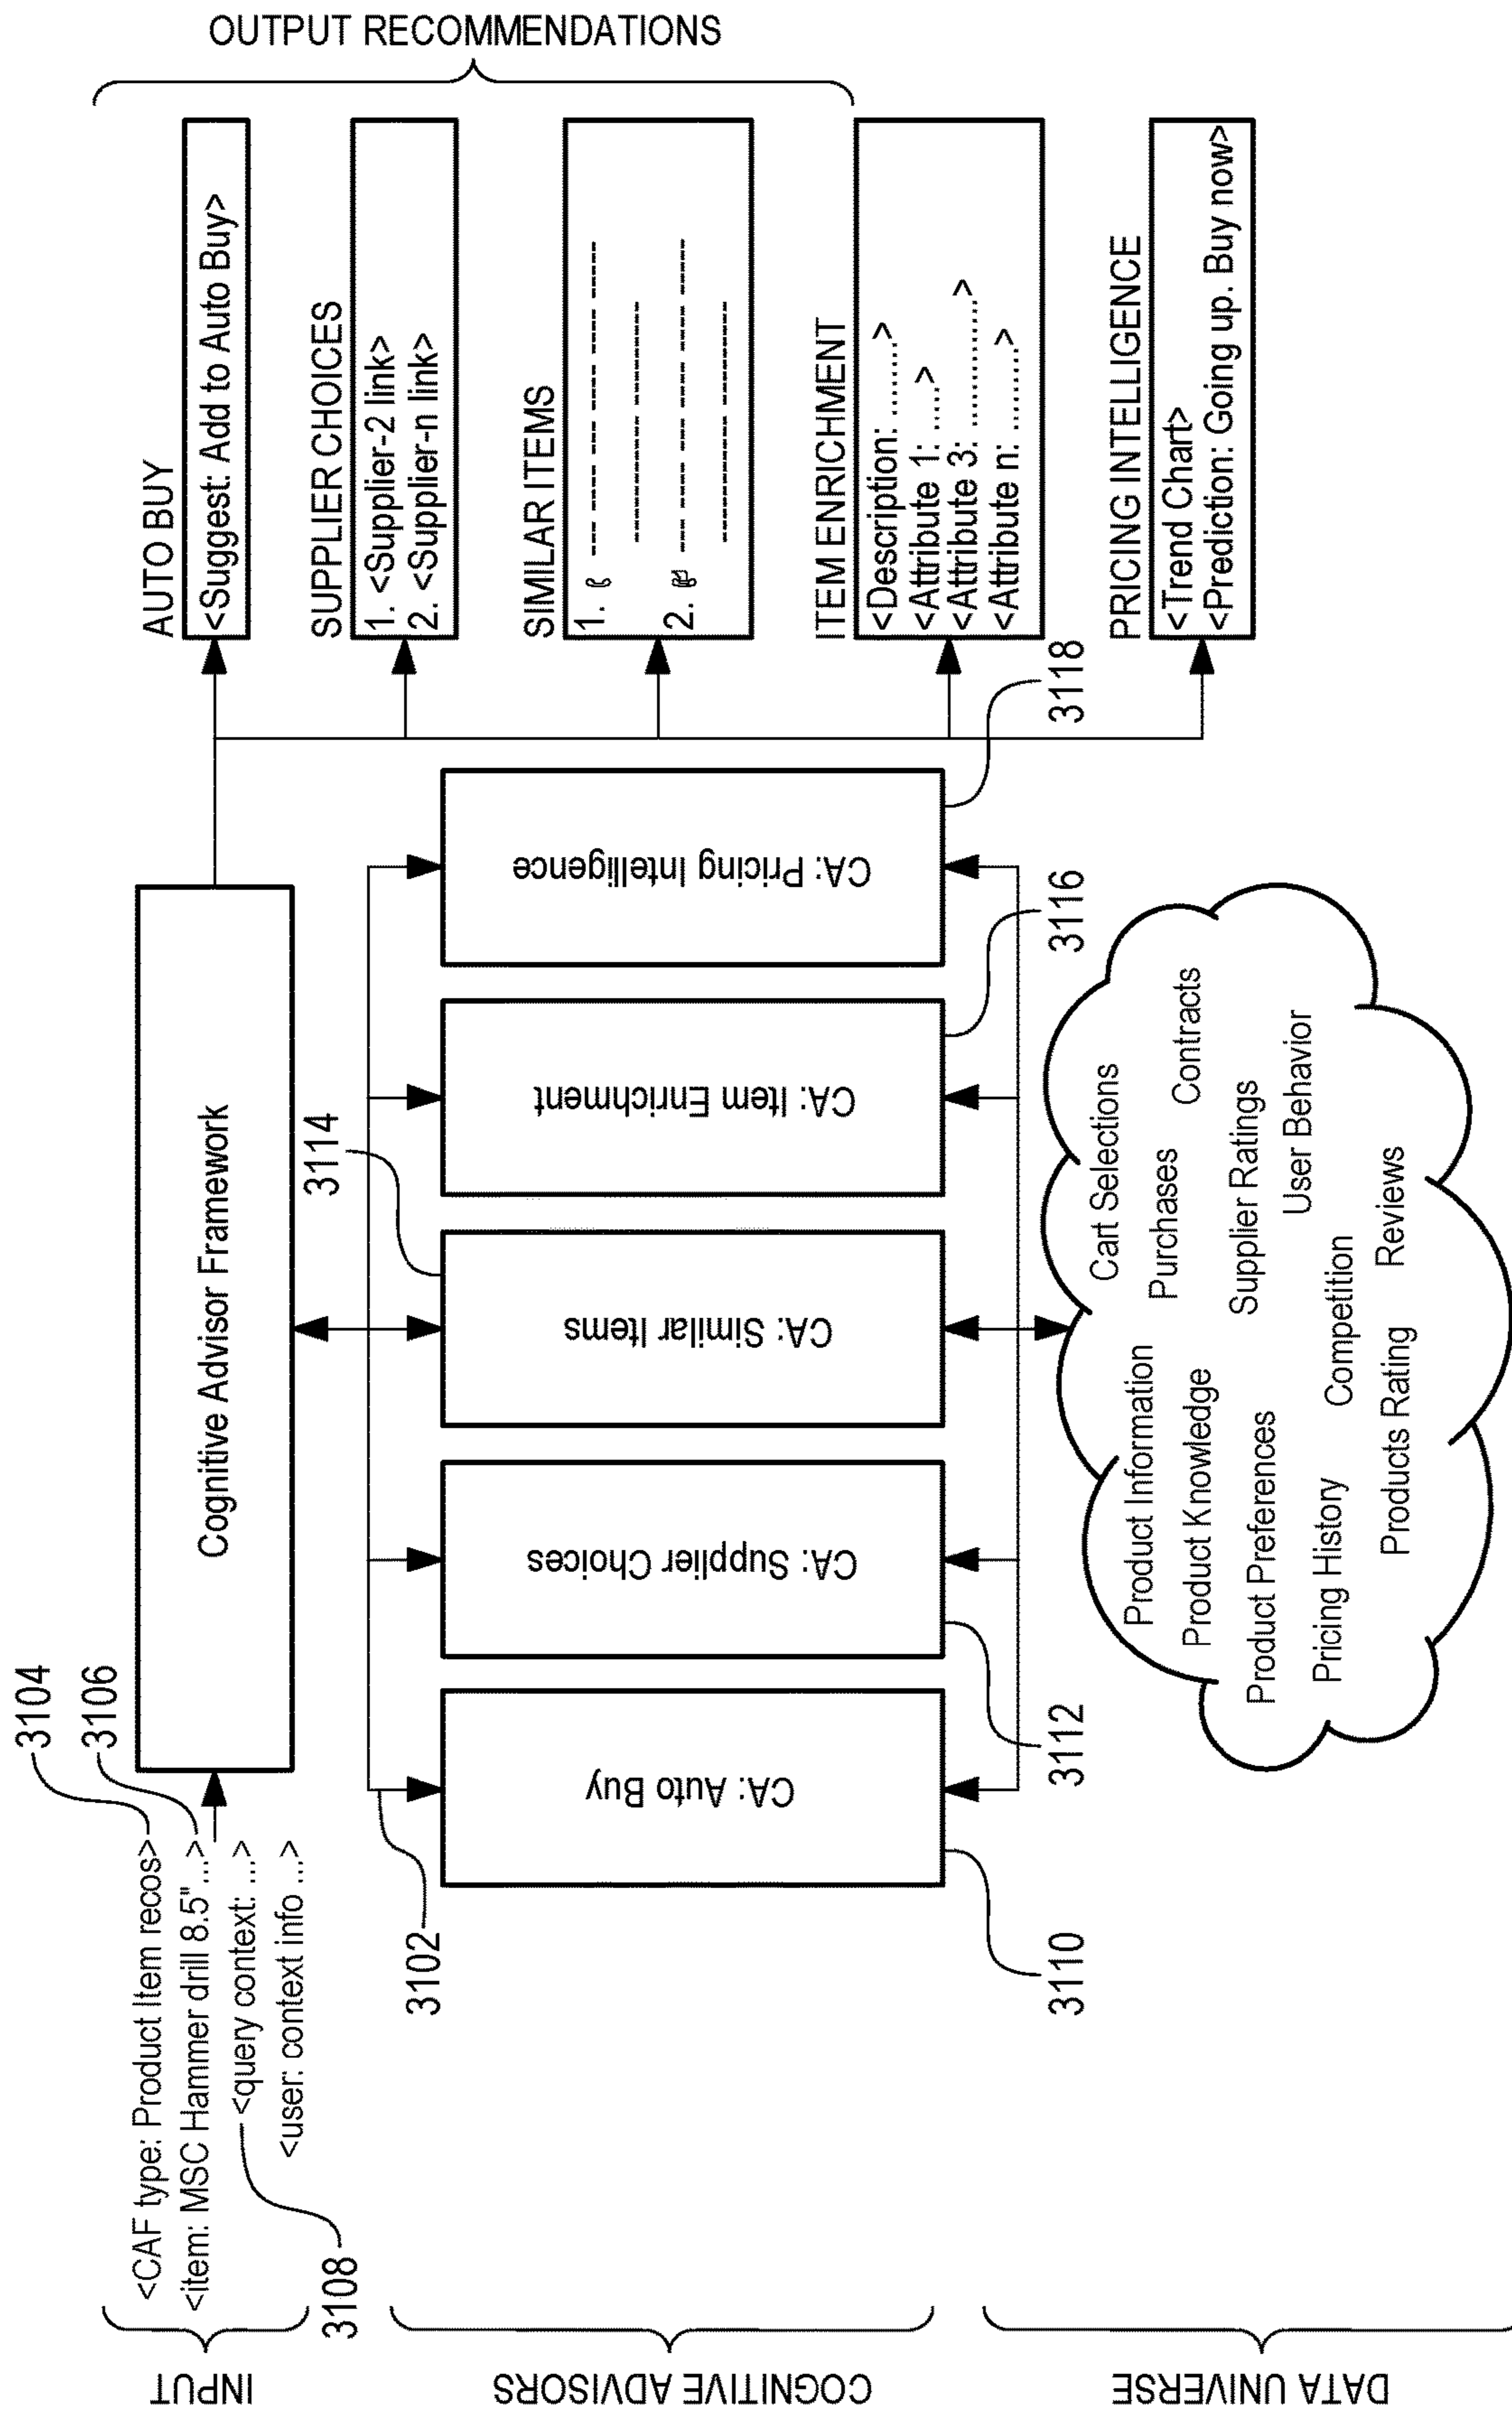 INPUT
<CAF type: Product Item recos>
<item: MSC Hammer drill 8.5"...>
<query context: ...>
<user: context info ...>
3104
3106
3108
Cognitive Advisor Framework
COGNITIVE ADVISORS
3102
CA: Auto Buy
CA: Supplier Choices
CA: Similar Items
CA: Item Enrichment
CA: Pricing Intelligence
3110
3112
3114
3116
3118
DATA UNIVERSE
Product Information
Product Knowledge
Product Preferences
Pricing History
Products Rating
Competition
Reviews
Cart Selections
Purchases
Contracts
Supplier Ratings
User Behavior
OUTPUT RECOMMENDATIONS
AUTO BUY
<Suggest: Add to Auto Buy>
SUPPLIER CHOICES
1. <Supplier-2 link>
2. <Supplier-n link>
SIMILAR ITEMS
1.
2.
ITEM ENRICHMENT
<Description: .......>
<Attribute 1: .....>
<Attribute 3: ..............>
<Attribute n: .........>
PRICING INTELLIGENCE
<Trend Chart>
<Prediction: Going up. Buy now>